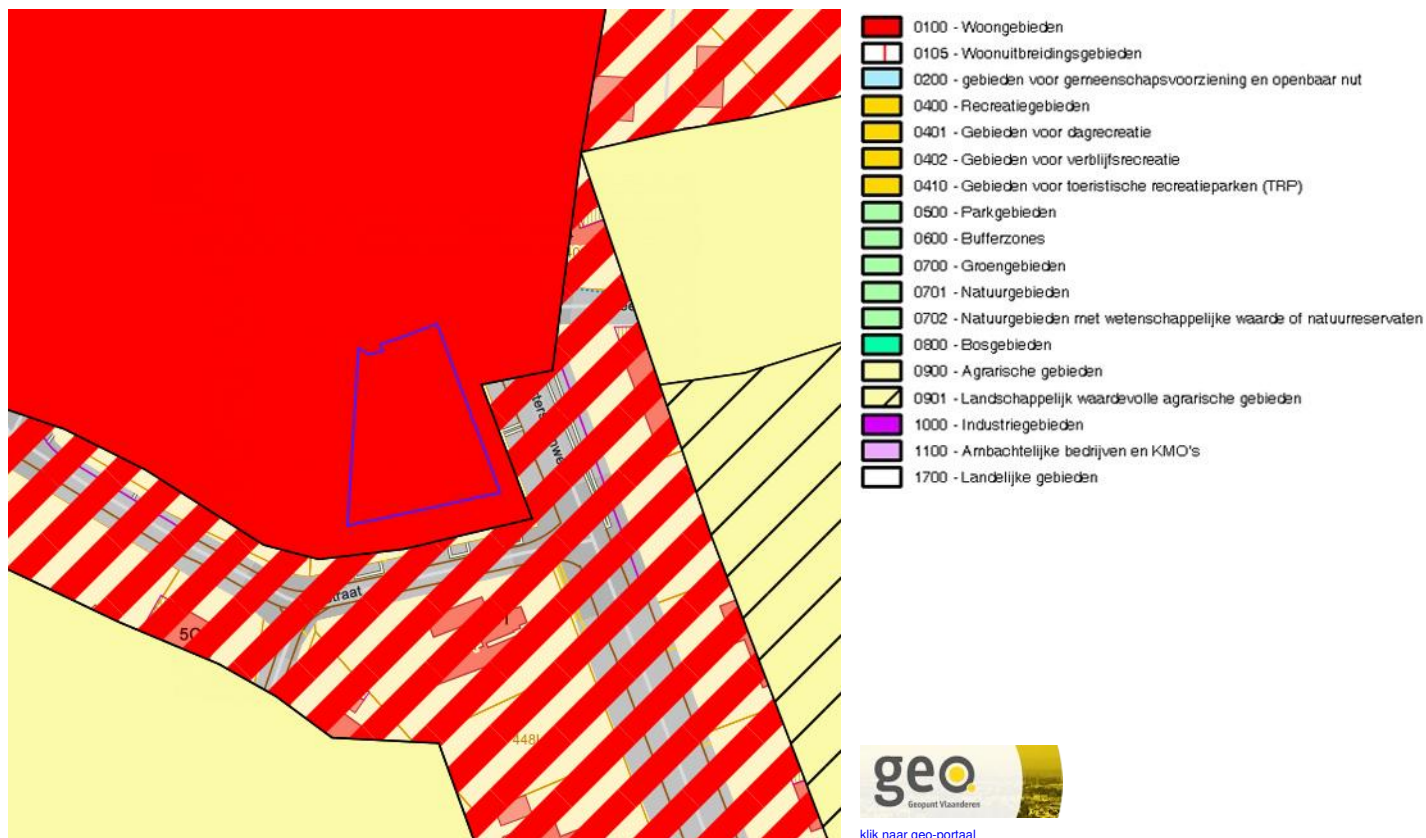 0100 - Woongebieden
0105 - Woonuitbreidingsgebieden
0200 - gebieden voor gemeenschapsvoorziening en openbaar nut
0400 - Recreatiegebieden
0401 - Gebieden voor dagrecreatie
0402 - Gebieden voor verblijfsrecreatie
0410 - Gebieden voor toeristische recreatieparken (TRP)
0500 - Parkgebieden
0600 - Bufferzones
0700 - Groengebieden
0701 - Natuurgebieden
0702 - Natuurgebieden met wetenschappelijke waarde of natuurreservaten
0800 - Bosgebieden
0900 - Agrarische gebieden
0901 - Landschappelijk waardevolle agrarische gebieden
1000 - Industriegebieden
1100 - Ambachtelijke bedrijven en KMO's
1700 - Landelijke gebieden
straat
geo
Geopunt Vlaanderen
klik naar geo-portaal